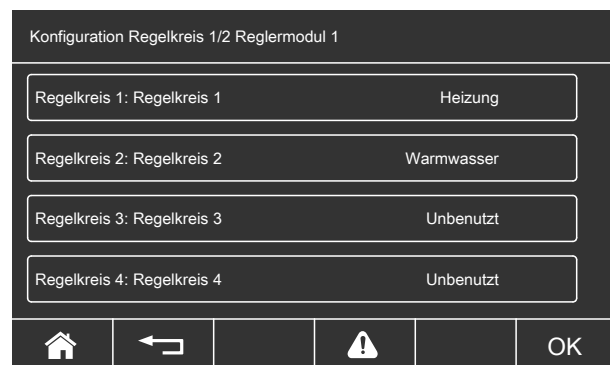 Konfiguration Regelkreis 1/2 Reglermodul 1
Regelkreis 1: Regelkreis 1 Heizung
Regelkreis 2: Regelkreis 2 Warmwasser
Regelkreis 3: Regelkreis 3 Unbenutzt
Regelkreis 4: Regelkreis 4 Unbenutzt
OK